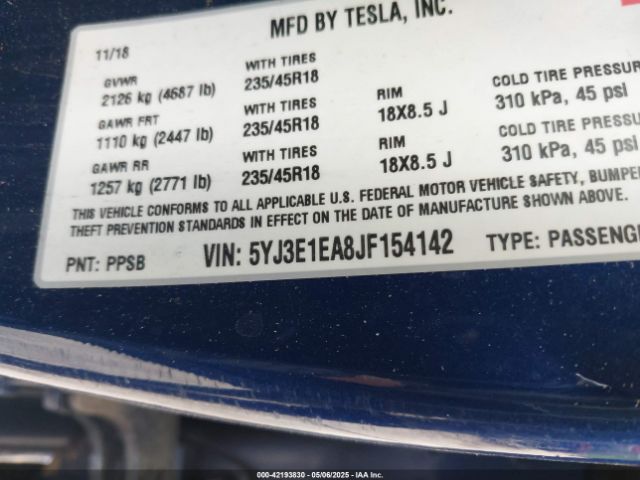 MFD BY TESLA, INC.
11/18
GVWR
2126 kg (4687 lb)
WITH TIRES
235/45R18
GAWR FRT
1110 kg (2447 lb)
WITH TIRES
235/45R18
RIM
18X8.5 J
COLD TIRE PRESSUR
310 kPa, 45 psi
GAWR RR
1257 kg (2771 lb)
WITH TIRES
235/45R18
RIM
18X8.5 J
COLD TIRE PRESSU
310 kPa, 45 psi
THIS VEHICLE CONFORMS TO ALL APPLICABLE U.S. FEDERAL MOTOR VEHICLE SAFETY, BUMPE
THEFT PREVENTION STANDARDS IN EFFECT ON THE DATE OF MANUFACTURE SHOWN ABOVE.
PNT: PPSB VIN: 5YJ3E1EA8JF154142 TYPE: PASSENGE
000-42193830 - 05/06/2025 - IAA Inc.